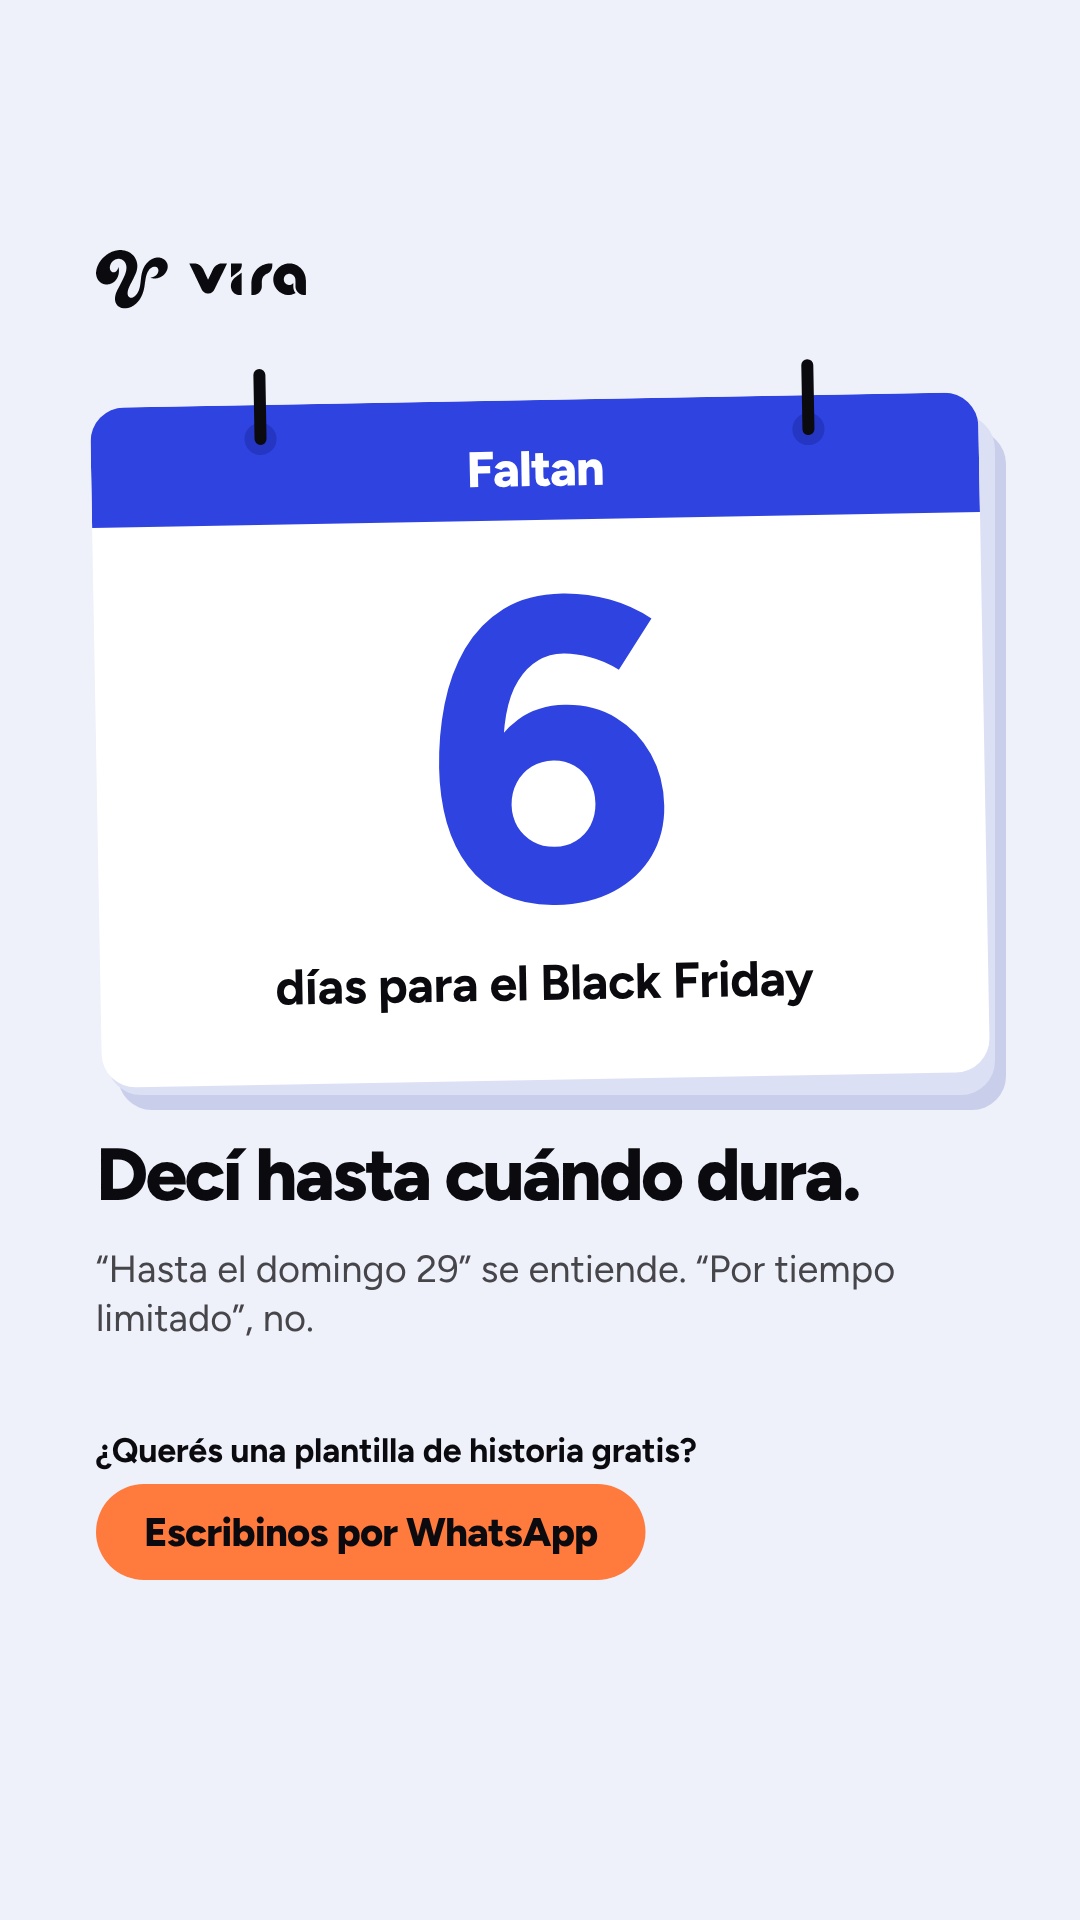 vira
Faltan
6
días para el Black Friday
Decí hasta cuándo dura.
“Hasta el domingo 29” se entiende. “Por tiempo
limitado”, no.
¿Querés una plantilla de historia gratis?
Escribinos por WhatsApp